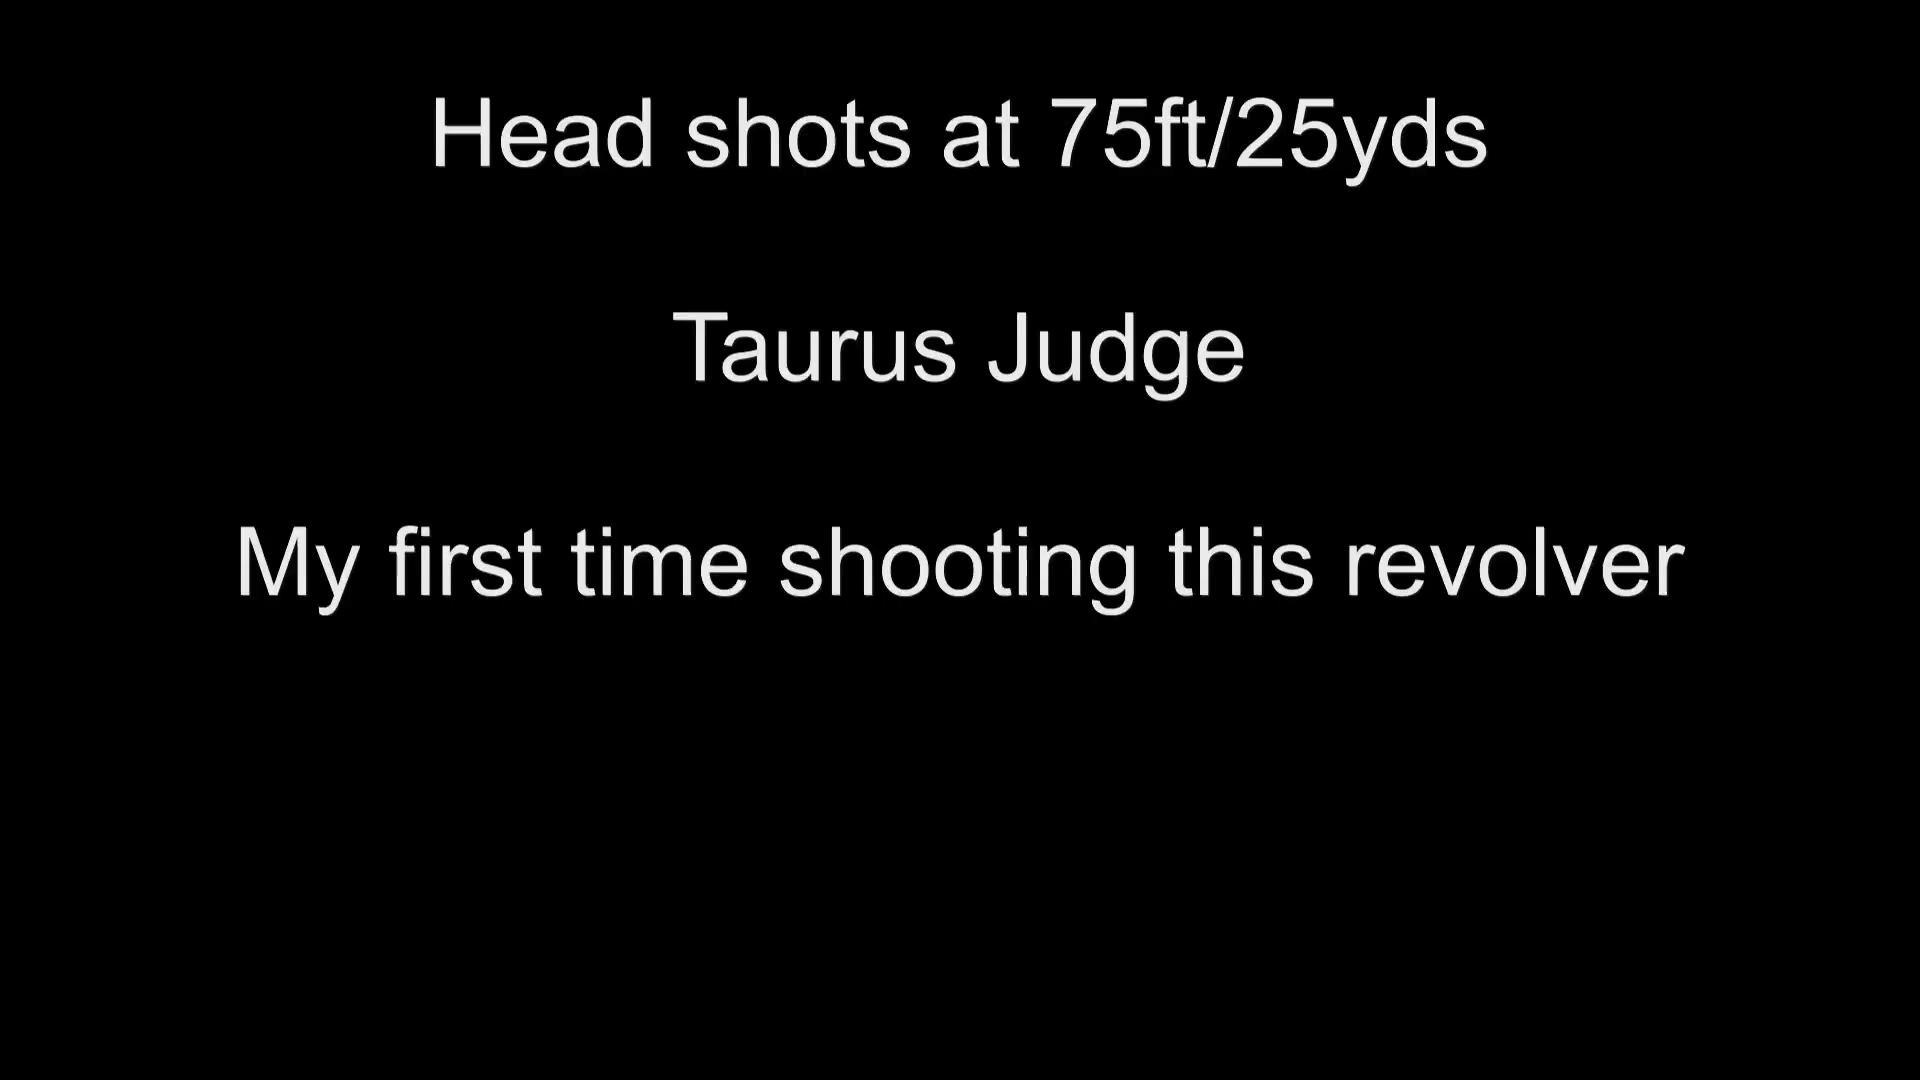 Head shots at 75ft/25yds
Taurus Judge
My first time shooting this revolver